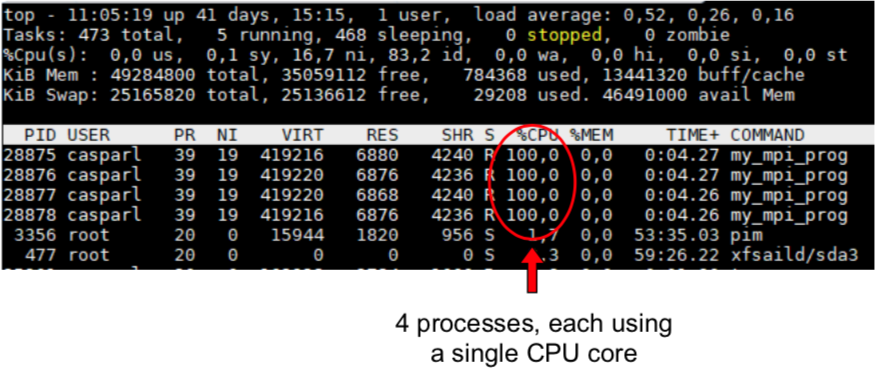 top - 11:05:19 up 41 days, 15:15,  1 user,  load average: 0,52, 0,26, 0,16
Tasks: 473 total,   5 running, 468 sleeping,   0 stopped,   0 zombie
%Cpu(s):  0,0 us,  0,1 sy, 16,7 ni, 83,2 id,  0,0 wa,  0,0 hi,  0,0 si,  0,0 st
KiB Mem : 49284800 total, 35059112 free,   784368 used, 13441320 buff/cache
KiB Swap: 25165820 total, 25136612 free,    29208 used. 46491000 avail Mem
PID USER PR NI VIRT RES SHR S %CPU %MEM TIME+ COMMAND
28875 casparl 39 19 419216 6880 4240 R 100,0 0,0 0:04.27 my_mpi_prog
28876 casparl 39 19 419220 6876 4236 R 100,0 0,0 0:04.27 my_mpi_prog
28877 casparl 39 19 419220 6868 4240 R 100,0 0,0 0:04.26 my_mpi_prog
28878 casparl 39 19 419216 6876 4236 R 100,0 0,0 0:04.26 my_mpi_prog
3356 root 20 0 15944 1820 956 S 1,7 0,0 53:35.03 pim
477 root 20 0 0 0 0 S ,3 0,0 59:26.22 xfsaild/sda3
4 processes, each using
a single CPU core